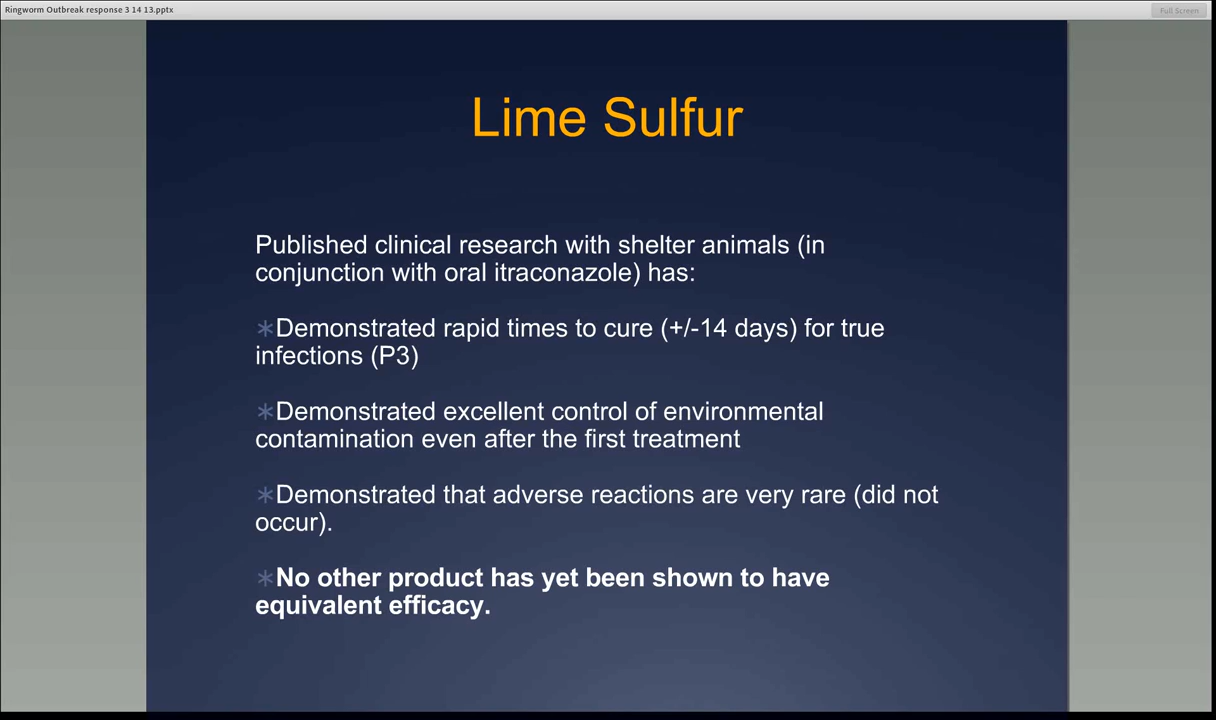 Ringworm Outbreak response 3 14 13.pptx
Full Screen
Lime Sulfur
Published clinical research with shelter animals (in
conjunction with oral itraconazole) has:
*Demonstrated rapid times to cure (+/-14 days) for true
infections (P3)
*Demonstrated excellent control of environmental
contamination even after the first treatment
*Demonstrated that adverse reactions are very rare (did not
occur).
*No other product has yet been shown to have
equivalent efficacy.